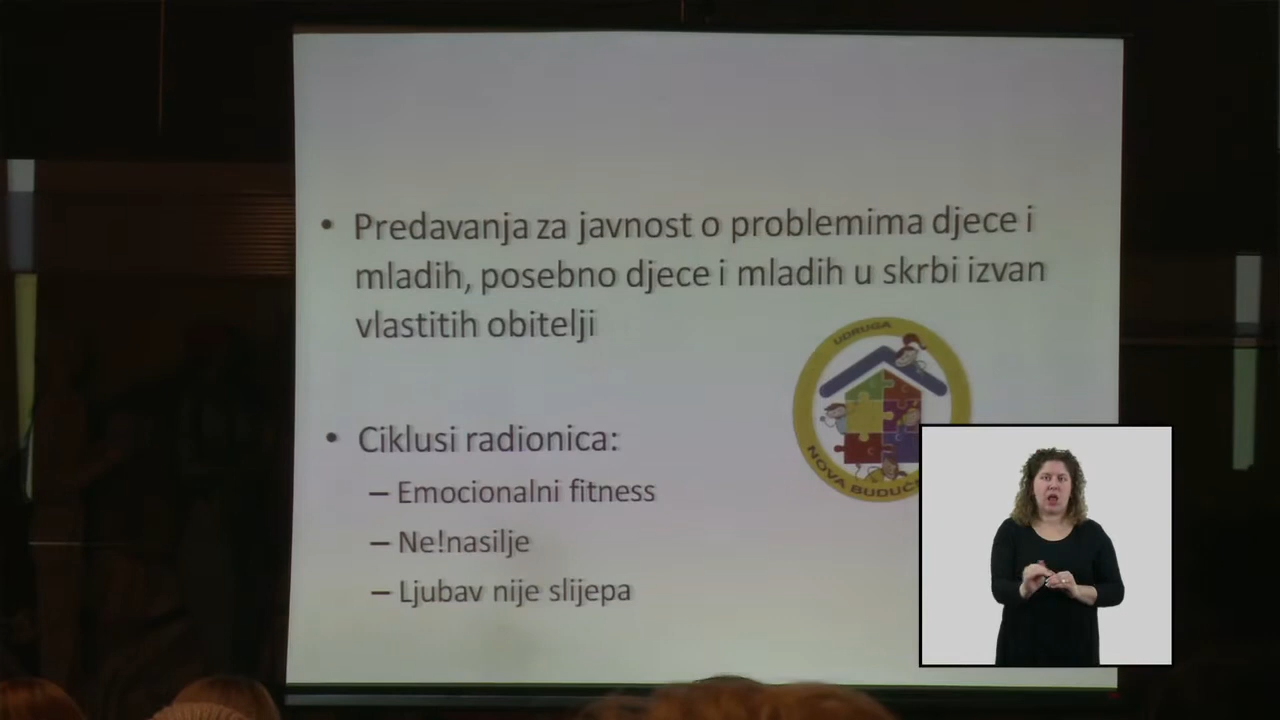 • Predavanja za javnost o problemima djece i
mladih, posebno djece i mladih u skrbi izvan
vlastitih obitelji
UDRUGA
NOVA
• Ciklusi radionica:
– Emocionalni fitness
– Ne!nasilje
– Ljubav nije slijepa